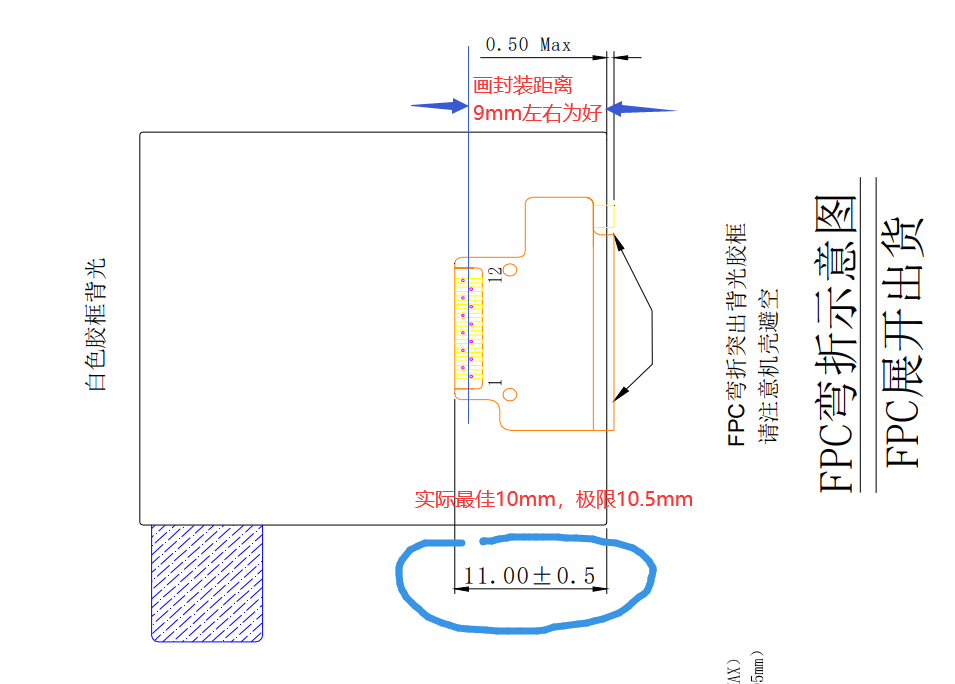 0.50 Max
画封装距离
9mm左右为好
白色胶框背光
12
1
实际最佳10mm，极限10.5mm
11.00±0.5
FPC弯折突出背光胶框
请注意机壳避空
FPC弯折示意图
FPC展开出货
AX)
5mm)